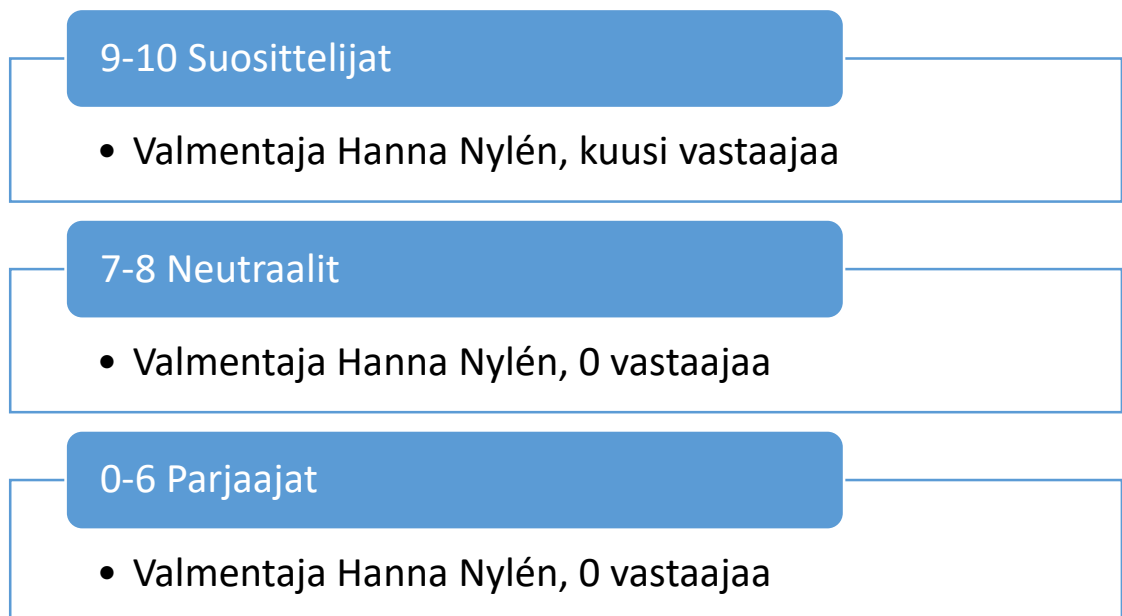 9-10 Suosittelijat
• Valmentaja Hanna Nylén, kuusi vastaajaa
7-8 Neutraalit
• Valmentaja Hanna Nylén, 0 vastaajaa
0-6 Parjaajat
• Valmentaja Hanna Nylén, 0 vastaajaa